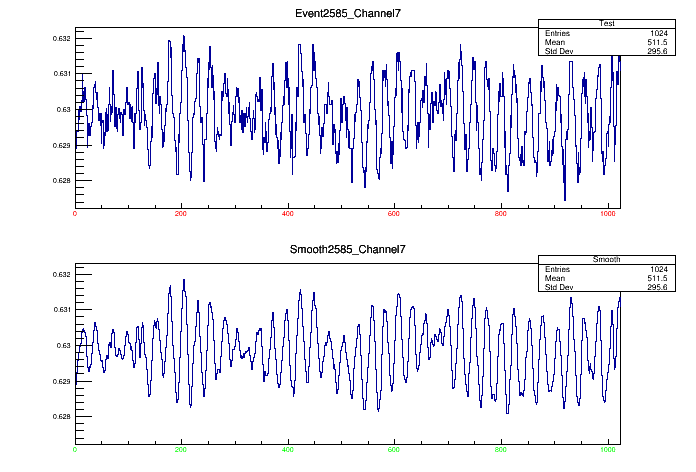 Event2585_Channel7
Test
Entries 1024
Mean 511.5
Std Dev 295.6
0.632
0.631
0.63
0.629
0.628
0 200 400 600 800 1000
Smooth2585_Channel7
Smooth
Entries 1024
Mean 511.5
Std Dev 295.6
0.632
0.631
0.63
0.629
0.628
0 200 400 600 800 1000